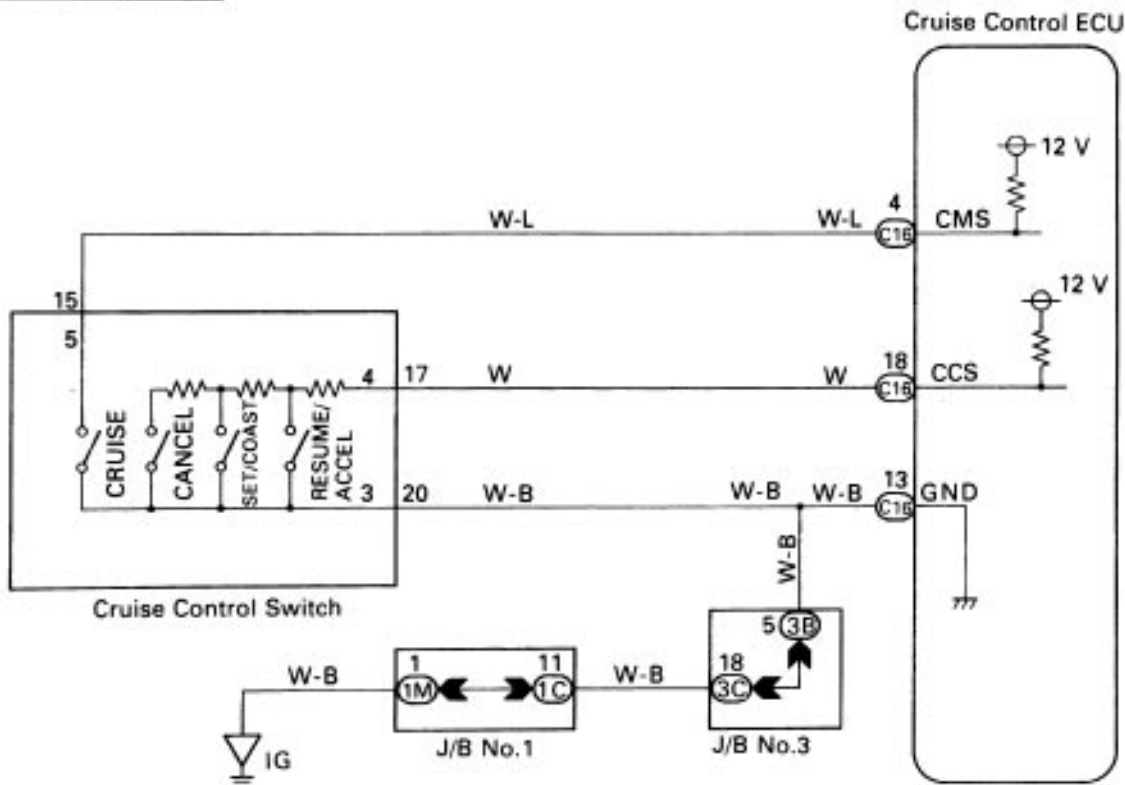 Cruise Control ECU
12 V
4
W-L
W-L
C16
CMS
12 V
15
5
4
17
W
W
18
C16
CCS
CRUISE
CANCEL
SET/COAST
RESUME/
ACCEL
3
20
W-B
W-B
W-B
13
C16
GND
W-B
Cruise Control Switch
5
3B
W-B
1
1M
11
1C
W-B
18
3C
J/B No.1
J/B No.3
IG